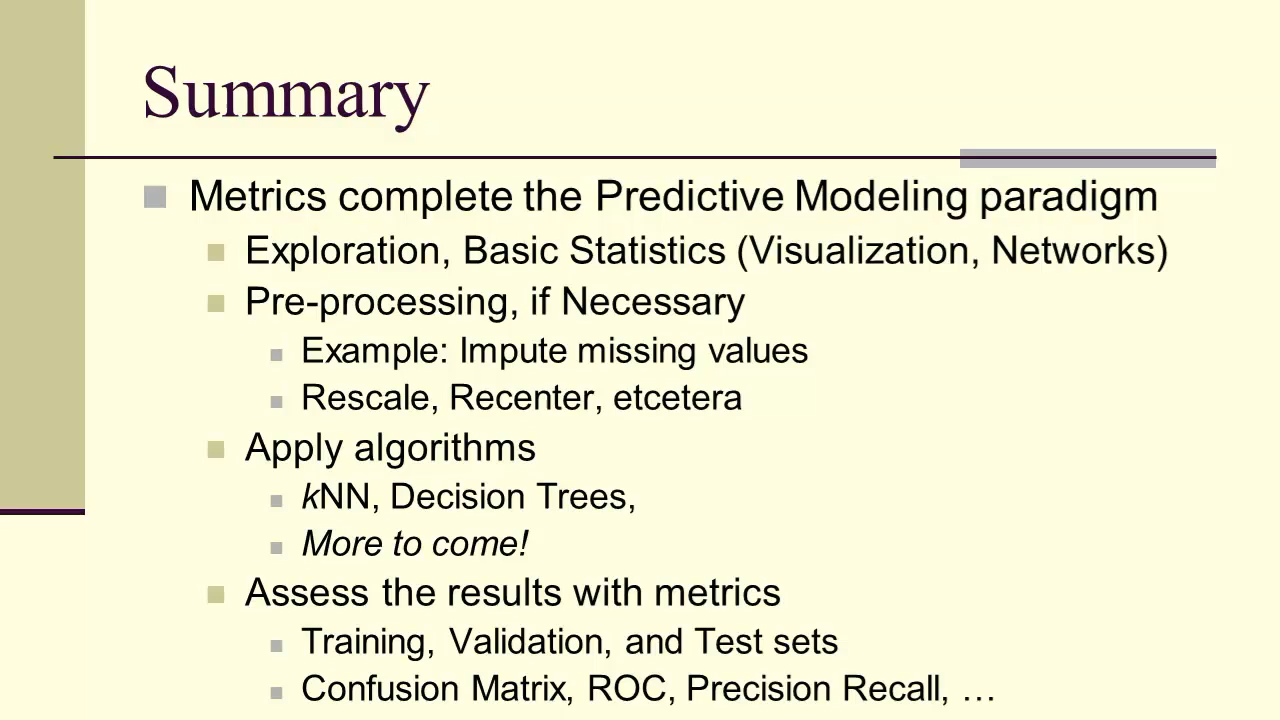 Summary
Metrics complete the Predictive Modeling paradigm
Exploration, Basic Statistics (Visualization, Networks)
Pre-processing, if Necessary
Example: Impute missing values
Rescale, Recenter, etcetera
Apply algorithms
kNN, Decision Trees,
More to come!
Assess the results with metrics
Training, Validation, and Test sets
Confusion Matrix, ROC, Precision Recall, …